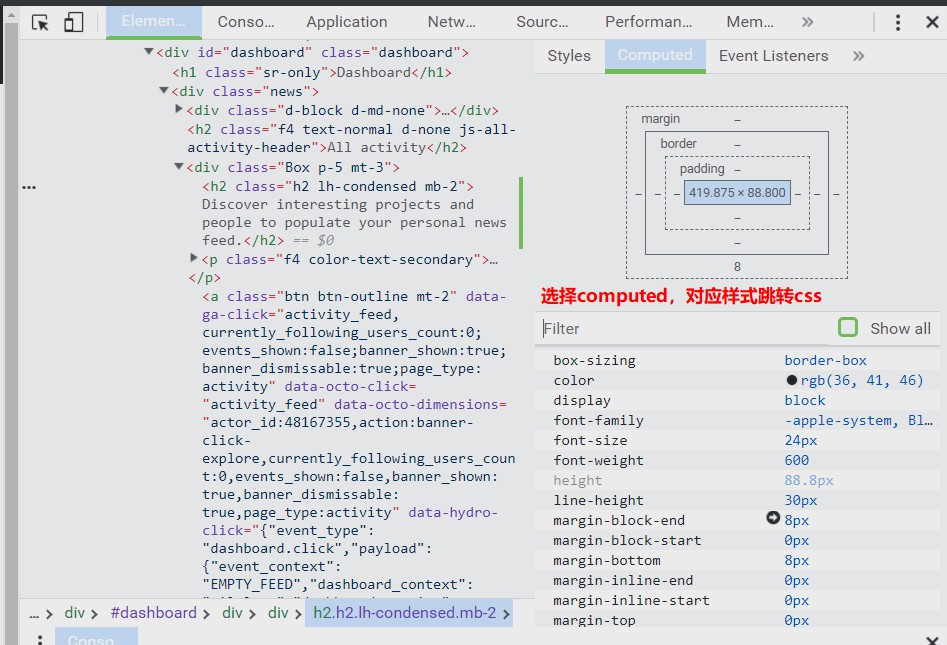 Elemen... Conso... Application Netw... Sourc... Performan... Mem... »
<div id="dashboard" class="dashboard">
<h1 class="sr-only">Dashboard</h1>
<div class="news">
<div class="d-block d-md-none">…</div>
<h2 class="f4 text-normal d-none js-all-
activity-header">All activity</h2>
<div class="Box p-5 mt-3">
<h2 class="h2 lh-condensed mb-2">
Discover interesting projects and
people to populate your personal news
feed.</h2> == $0
<p class="f4 color-text-secondary">…
</p>
<a class="btn btn-outline mt-2" data-
ga-click="activity_feed,
currently_following_users_count:0;
events_shown:false;banner_shown:true;
banner_dismissable:true;page_type:
activity" data-octo-click=
"activity_feed" data-octo-dimensions=
"actor_id:48167355,action:banner-
click-
explore,currently_following_users_coun
t:0,events_shown:false,banner_shown:
true,banner_dismissable:
true,page_type:activity" data-hydro-
click="{"event_type":
"dashboard.click","payload":
{"event_context":
"EMPTY_FEED","dashboard_context":
... div #dashboard div div h2.h2.lh-condensed.mb-2
Conso...
Styles Computed Event Listeners »
margin –
border –
padding –
– – – 419.875 × 88.800 – – –
–
–
8
选择computed，对应样式跳转css
Filter Show all
box-sizing border-box
color rgb(36, 41, 46)
display block
font-family -apple-system, Bl…
font-size 24px
font-weight 600
height 88.8px
line-height 30px
margin-block-end 8px
margin-block-start 0px
margin-bottom 8px
margin-inline-end 0px
margin-inline-start 0px
margin-top 0px